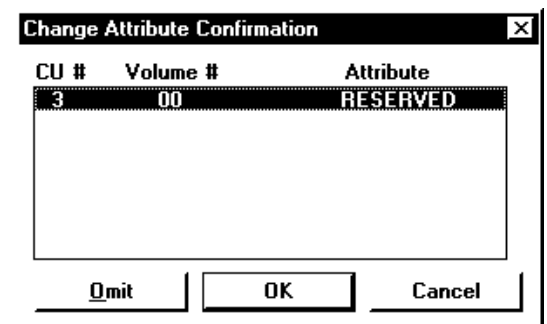 Change Attribute Confirmation
CU # Volume # Attribute
3 00 RESERVED
Omit OK Cancel